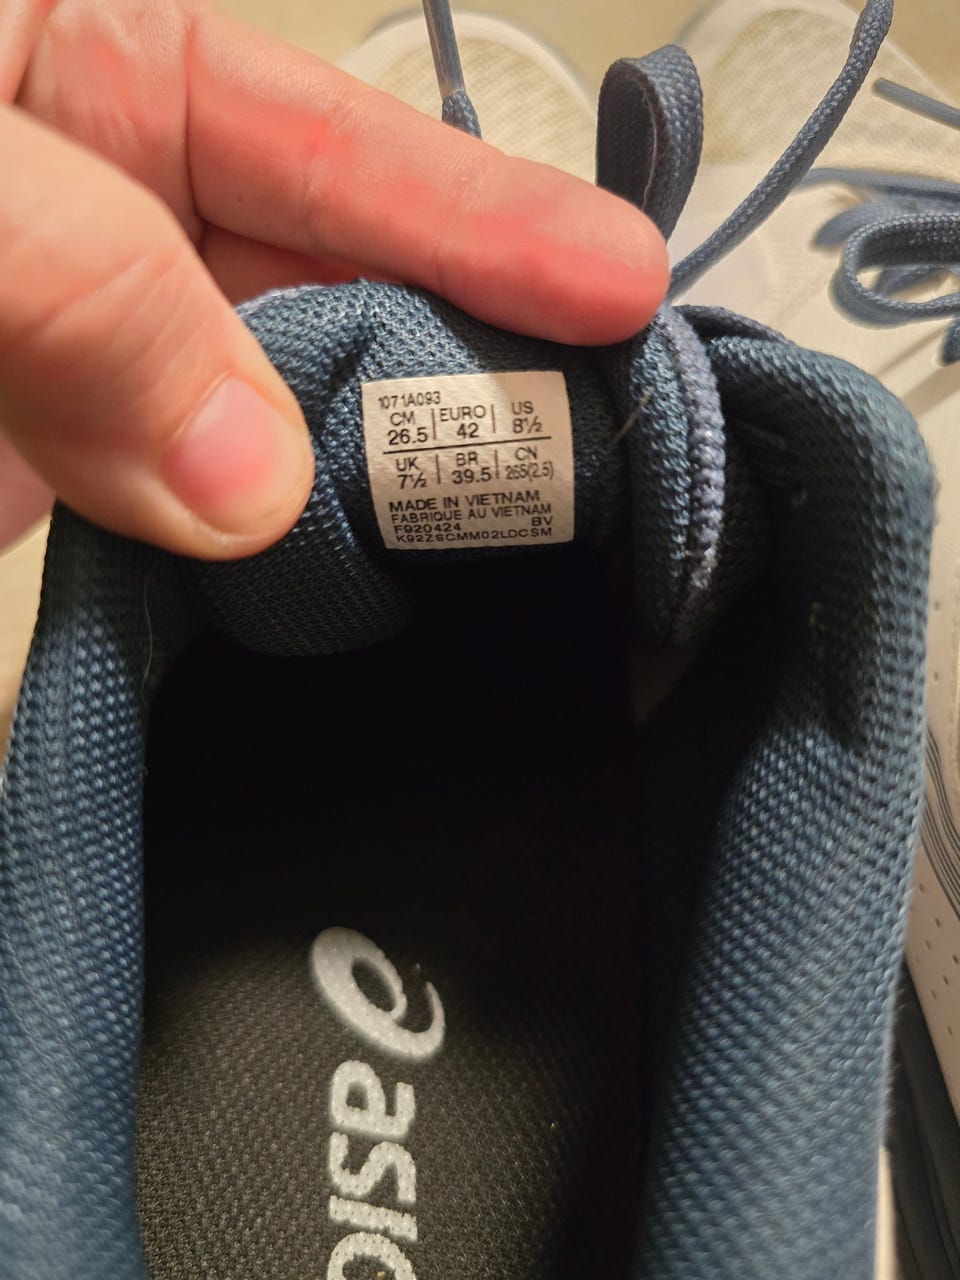 1071A093
CM | EURO | US
26.5 | 42 | 8½
UK | BR | CN
7½ | 39.5 | 265(2.5)
MADE IN VIETNAM
FABRIQUE AU VIETNAM
F920424 BV
K92ZSCMM02LDCSM
asic